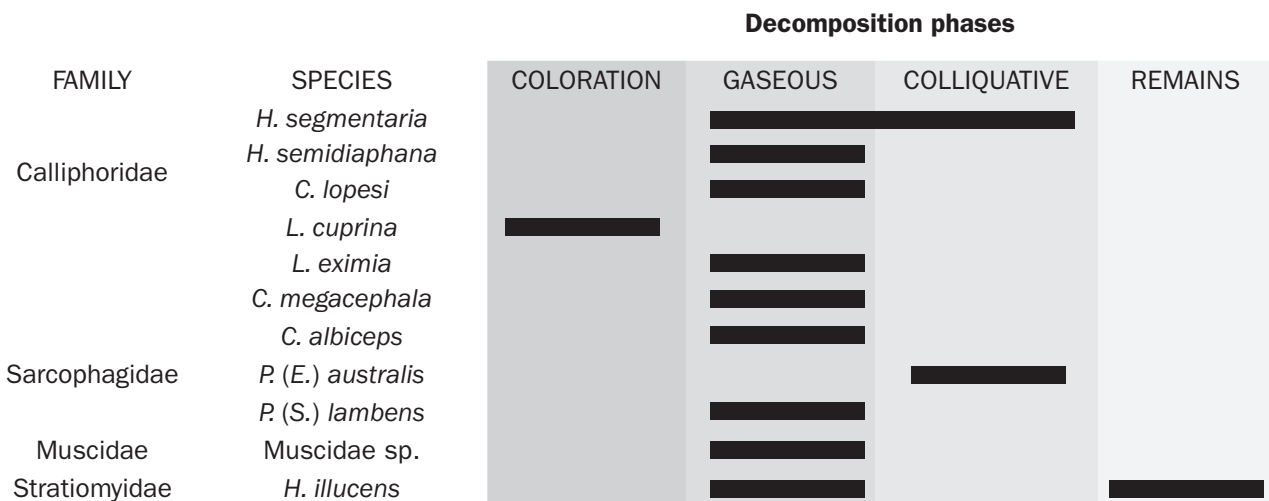 Decomposition phases
FAMILY SPECIES COLORATION GASEOUS COLLIQUATIVE REMAINS
H. segmentaria
H. semidiaphana
Calliphoridae
C. lopesi
L. cuprina
L. eximia
C. megacephala
C. albiceps
Sarcophagidae P. (E.) australis
P. (S.) lambens
Muscidae Muscidae sp.
Stratiomyidae H. illucens